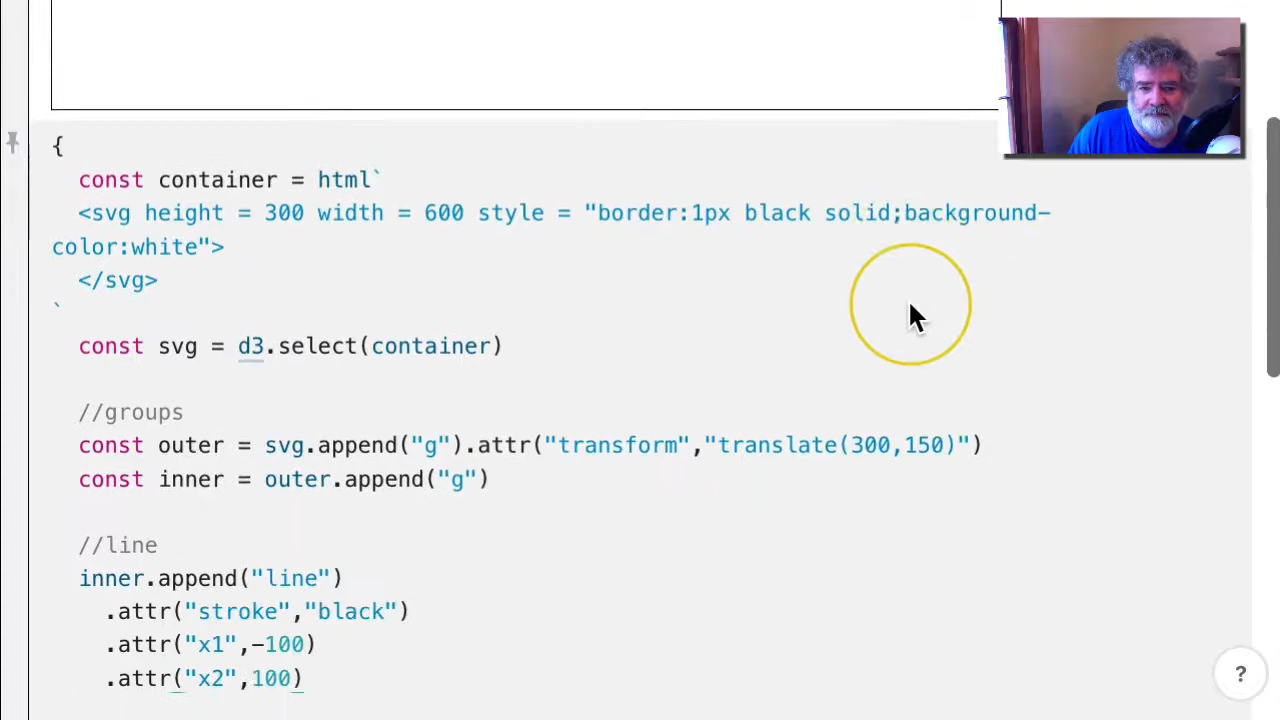 {
const container = html`
<svg height = 300 width = 600 style = "border:1px black solid;background-
color:white">
</svg>
`
const svg = d3.select(container)
//groups
const outer = svg.append("g").attr("transform","translate(300,150)")
const inner = outer.append("g")
//line
inner.append("line")
.attr("stroke","black")
.attr("x1",-100)
.attr("x2",100)
?